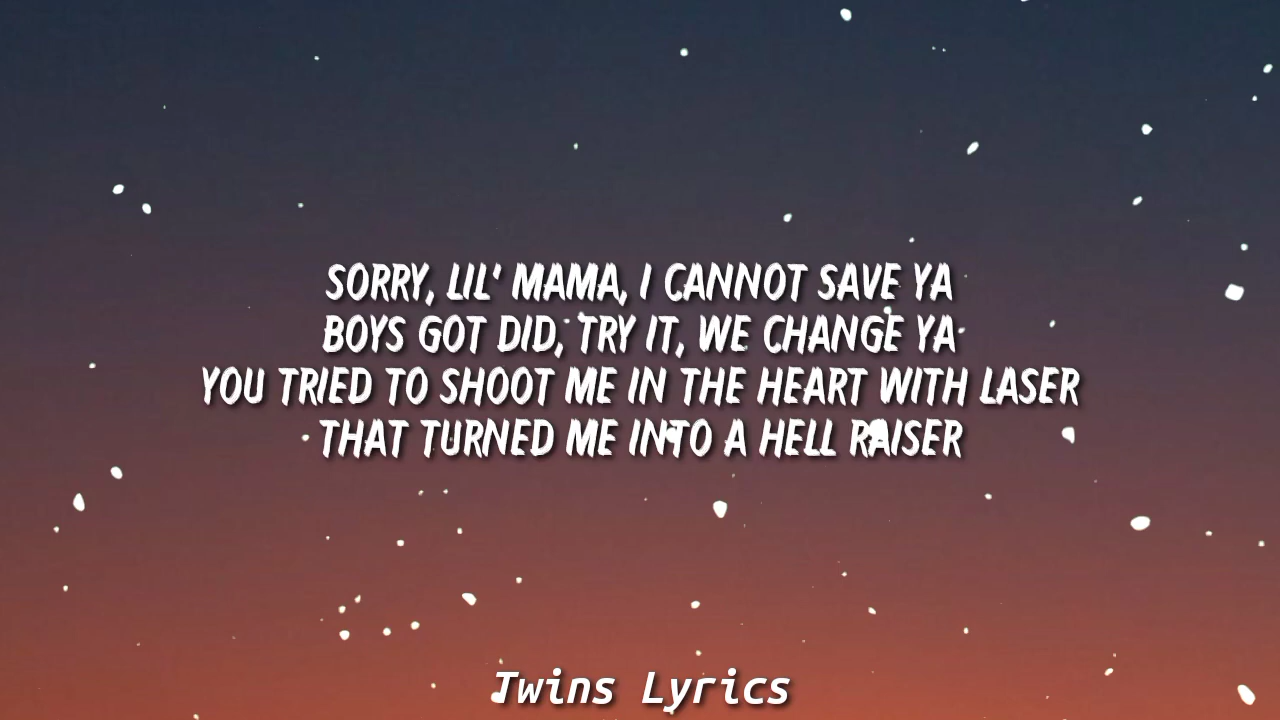 SORRY, LIL' MAMA, I CANNOT SAVE YA
BOYS GOT DID, TRY IT, WE CHANGE YA
YOU TRIED TO SHOOT ME IN THE HEART WITH LASER
THAT TURNED ME INTO A HELL RAISER
Twins Lyrics